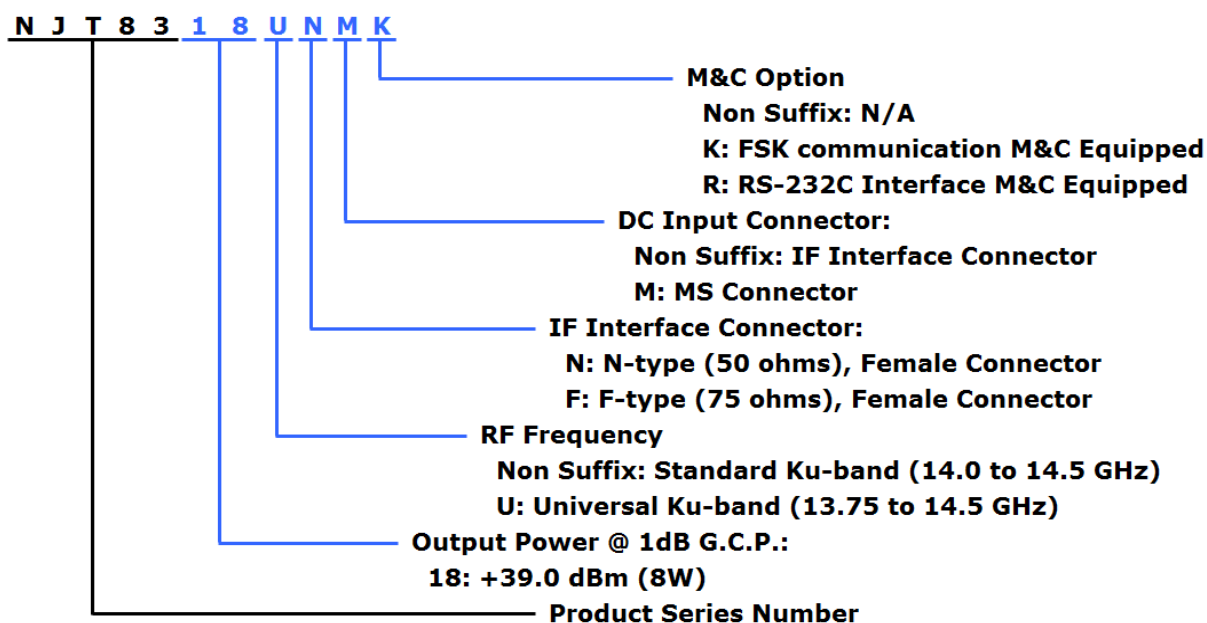 N J T 8 3 1 8 U N M K
M&C Option
Non Suffix: N/A
K: FSK communication M&C Equipped
R: RS-232C Interface M&C Equipped
DC Input Connector:
Non Suffix: IF Interface Connector
M: MS Connector
IF Interface Connector:
N: N-type (50 ohms), Female Connector
F: F-type (75 ohms), Female Connector
RF Frequency
Non Suffix: Standard Ku-band (14.0 to 14.5 GHz)
U: Universal Ku-band (13.75 to 14.5 GHz)
Output Power @ 1dB G.C.P.:
18: +39.0 dBm (8W)
Product Series Number